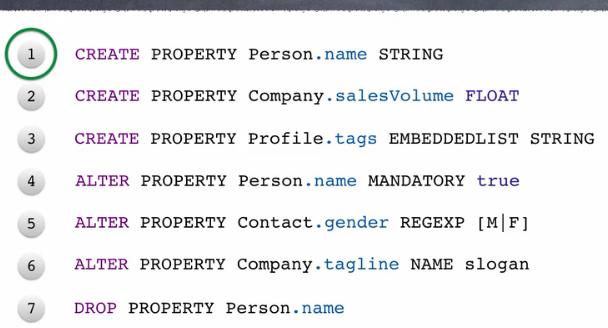 1 CREATE PROPERTY Person.name STRING
2 CREATE PROPERTY Company.salesVolume FLOAT
3 CREATE PROPERTY Profile.tags EMBEDDEDLIST STRING
4 ALTER PROPERTY Person.name MANDATORY true
5 ALTER PROPERTY Contact.gender REGEXP [M|F]
6 ALTER PROPERTY Company.tagline NAME slogan
7 DROP PROPERTY Person.name